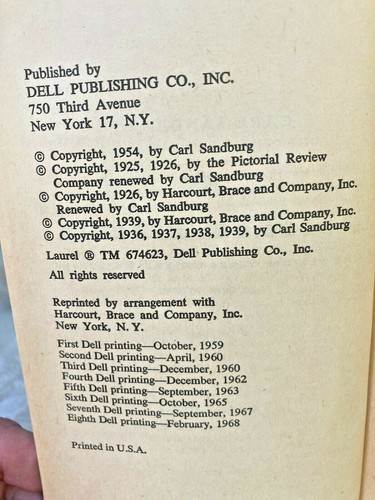 Published by
DELL PUBLISHING CO., INC.
750 Third Avenue
New York 17, N.Y.
© Copyright, 1954, by Carl Sandburg
© Copyright, 1925, 1926, by the Pictorial Review
Company renewed by Carl Sandburg
© Copyright, 1926, by Harcourt, Brace and Company, Inc.
Renewed by Carl Sandburg
© Copyright, 1939, by Harcourt, Brace and Company, Inc.
© Copyright, 1936, 1937, 1938, 1939, by Carl Sandburg
Laurel ® TM 674623, Dell Publishing Co., Inc.
All rights reserved
Reprinted by arrangement with
Harcourt, Brace and Company, Inc.
New York, N. Y.
First Dell printing—October, 1959
Second Dell printing—April, 1960
Third Dell printing—December, 1960
Fourth Dell printing—December, 1962
Fifth Dell printing—September, 1963
Sixth Dell printing—October, 1965
Seventh Dell printing—September, 1967
Eighth Dell printing—February, 1968
Printed in U.S.A.